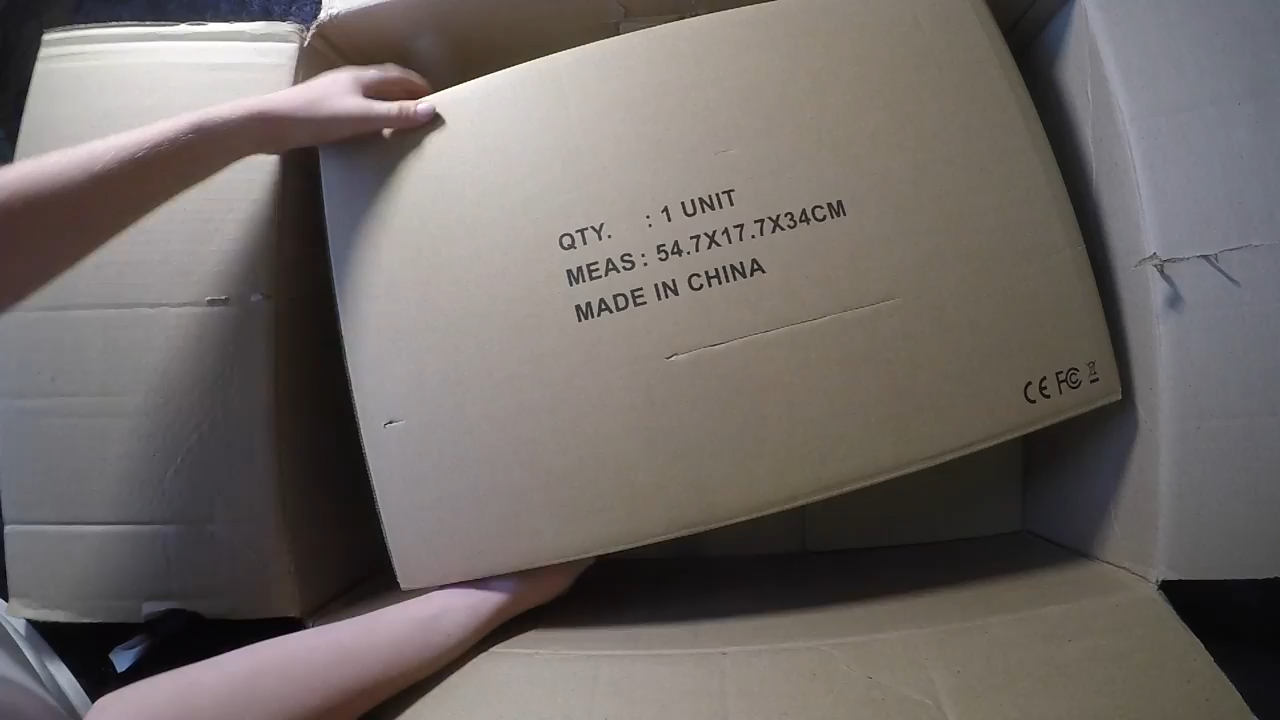 QTY. : 1 UNIT
MEAS : 54.7X17.7X34CM
MADE IN CHINA
CE FC